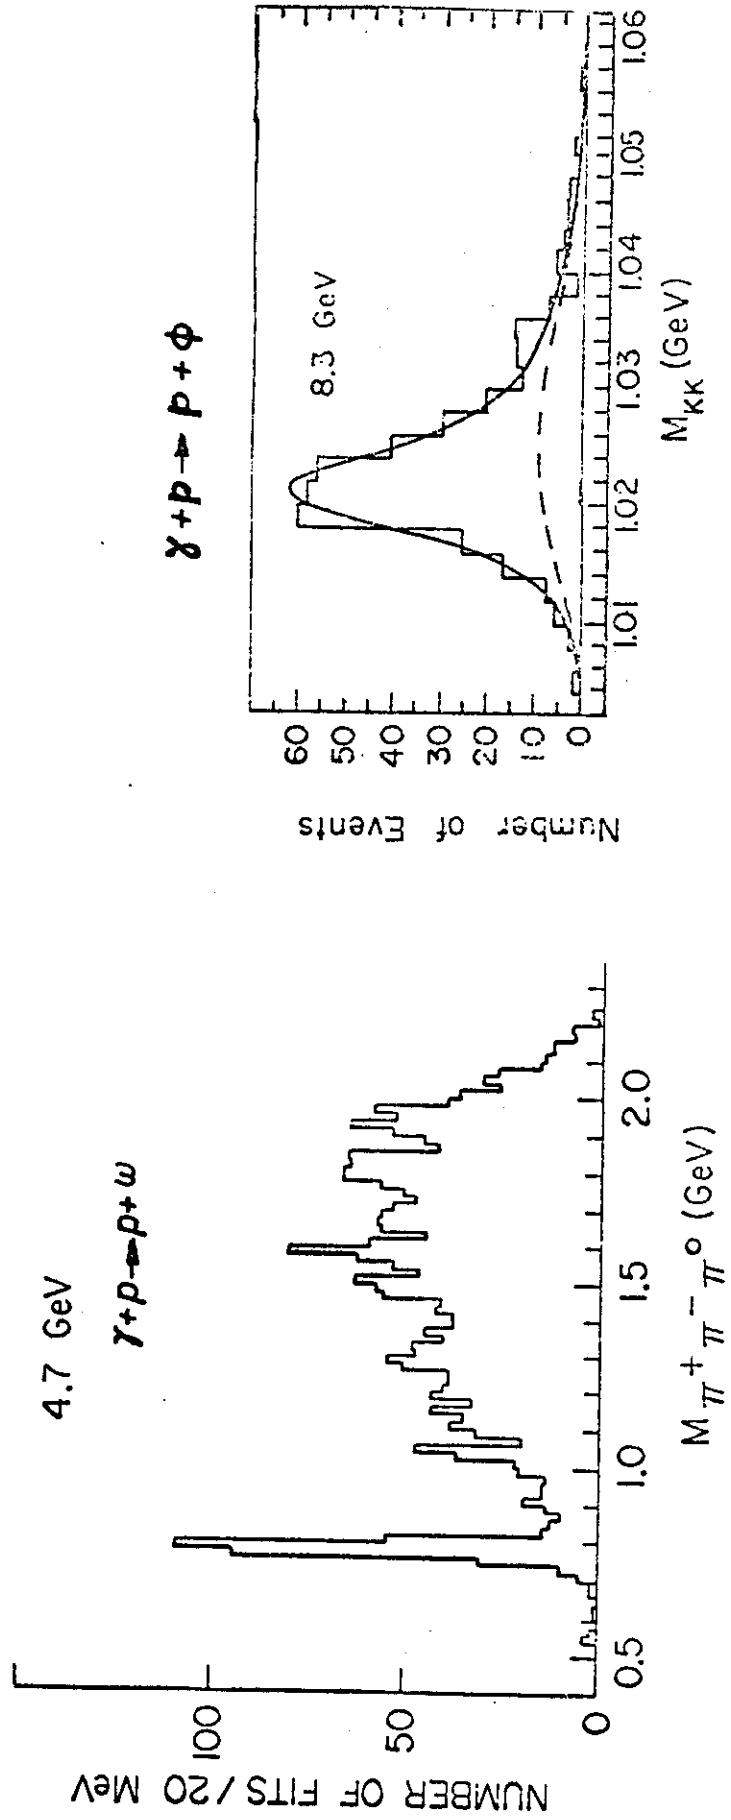 4.7 GeV
γ+p→p+ω
NUMBER OF FITS/20 MeV
100
50
0
0.5
1.0
1.5
2.0
M π⁺ π⁻ π⁰ (GeV)
γ+p→p+ϕ
8.3 GeV
Number of Events
60
50
40
30
20
10
0
1.01
1.02
1.03
1.04
1.05
1.06
M_KK (GeV)